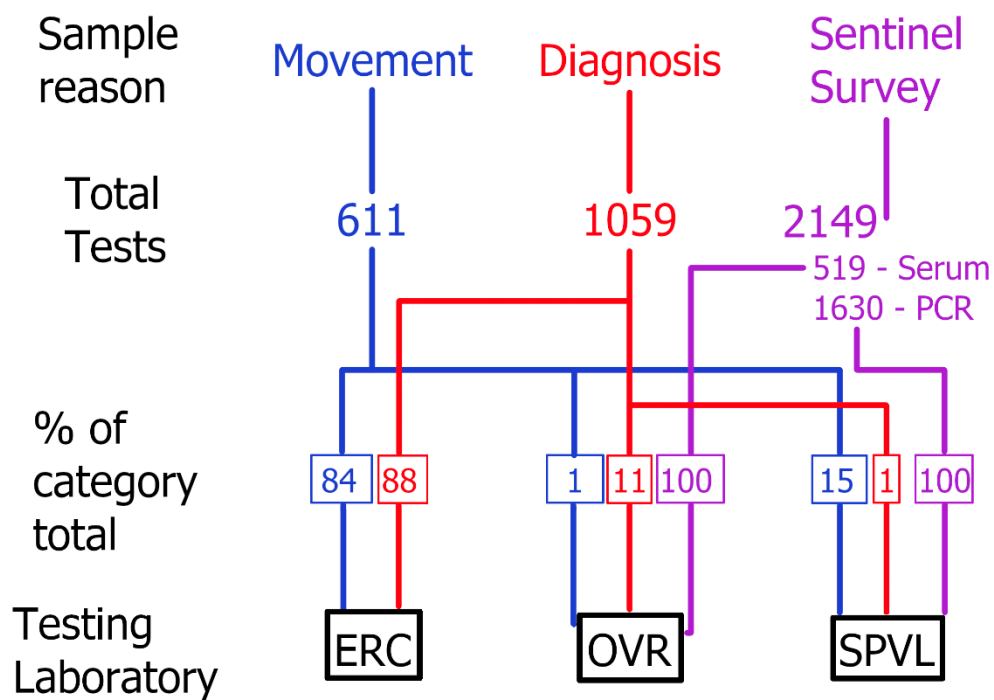 Sample
reason
Movement
Diagnosis
Sentinel
Survey
Total
Tests
611
1059
2149
519 - Serum
1630 - PCR
% of
category
total
84
88
1
11
100
15
1
100
Testing
Laboratory
ERC
OVR
SPVL